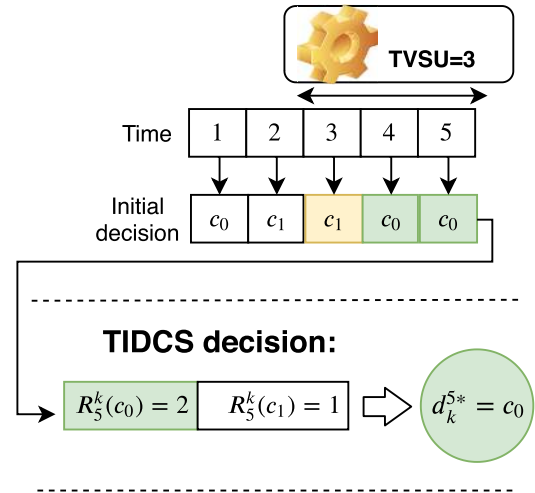 TVSU=3
Time 1 2 3 4 5
Initial decision c₀ c₁ c₁ c₀ c₀
TIDCS decision:
R₅ᵏ(c₀) = 2 R₅ᵏ(c₁) = 1 dₖ⁵* = c₀